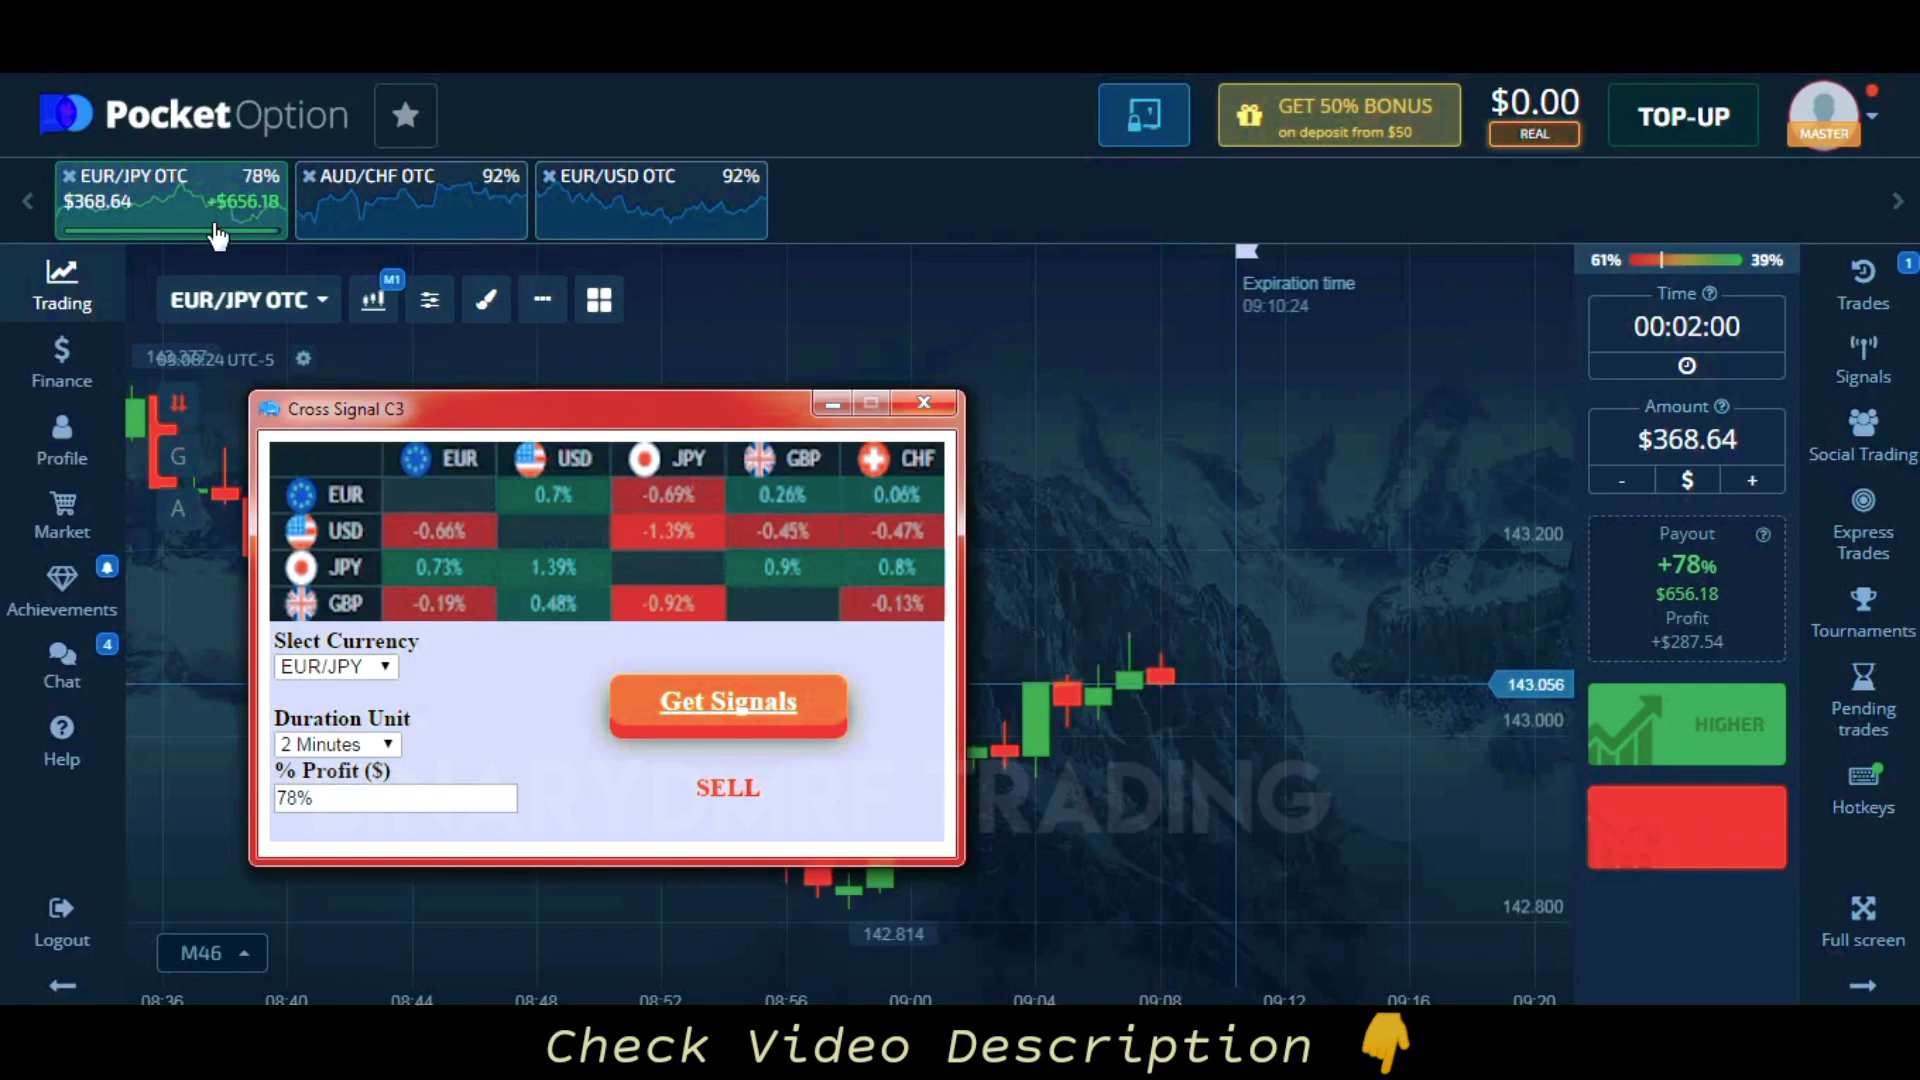 PocketOption
GET 50% BONUS
on deposit from $50
$0.00
REAL
TOP-UP
MASTER
EUR/JPY OTC 78%
$368.64 +$656.18
AUD/CHF OTC 92%
EUR/USD OTC 92%
Trading
Finance
Profile
Market
Achievements
4
Chat
Help
Logout
EUR/JPY OTC
M1
UTC-5
G
A
Expiration time
09:10:24
Cross Signal C3
EUR USD JPY GBP CHF
EUR 0.7% -0.69% 0.26% 0.06%
USD -0.66% -1.39% -0.45% -0.47%
JPY 0.73% 1.39% 0.9% 0.8%
GBP -0.19% 0.48% -0.92% -0.13%
Slect Currency
EUR/JPY
Duration Unit
2 Minutes
% Profit ($)
78%
Get Signals
SELL
TRADING
143.200
143.056
143.000
142.800
142.814
M46
08:36 08:40 08:44 08:48 08:52 08:56 09:00 09:04 09:08 09:12 09:16 09:20
61% 39%
Time
00:02:00
Amount
$368.64
- $ +
Payout
+78%
$656.18
Profit
+$287.54
HIGHER
1
Trades
Signals
Social Trading
Express
Trades
Tournaments
Pending
trades
Hotkeys
Full screen
Check Video Description